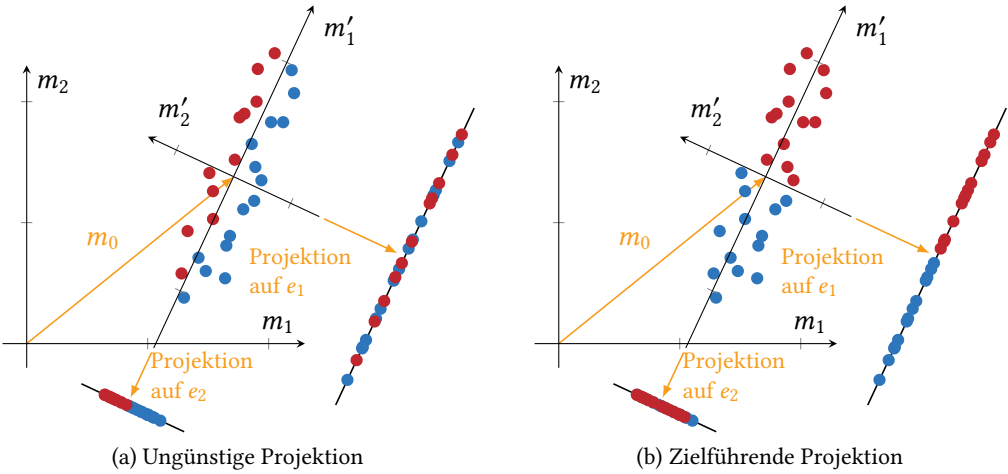 m′₁
m₂
m′₂
m₀
Projektion
auf e₁
m₁
Projektion
auf e₂
(a) Ungünstige Projektion
m′₁
m₂
m′₂
m₀
Projektion
auf e₁
m₁
Projektion
auf e₂
(b) Zielführende Projektion